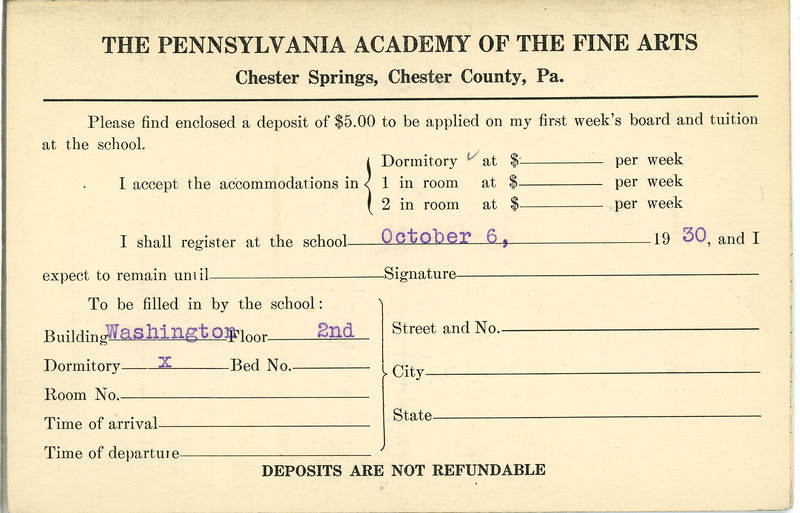 THE PENNSYLVANIA ACADEMY OF THE FINE ARTS
Chester Springs, Chester County, Pa.
Please find enclosed a deposit of $5.00 to be applied on my first week's board and tuition
at the school.
I accept the accommodations in
Dormitory ✓ at $ per week
1 in room at $ per week
2 in room at $ per week
I shall register at the school October 6, 19 30, and I
expect to remain until Signature
To be filled in by the school:
Building Washington Floor 2nd
Dormitory x Bed No.
Room No.
Time of arrival
Time of departure
Street and No.
City
State
DEPOSITS ARE NOT REFUNDABLE